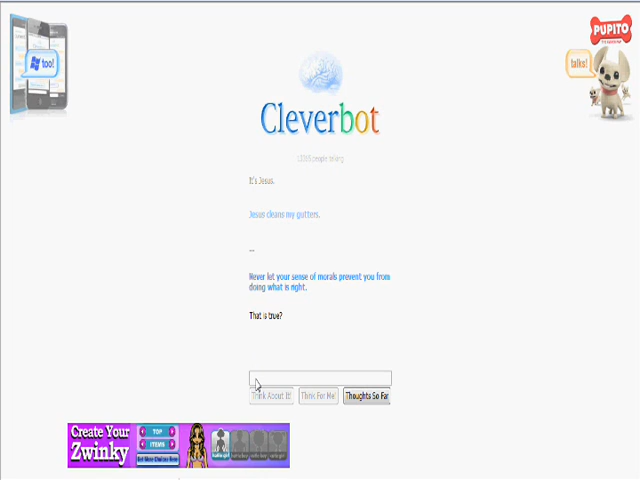 too!
PUPITO
talks!
Cleverbot
people talking
It's Jesus.
Jesus cleans my gutters.
...
Never let your sense of morals prevent you from
doing what is right.
That is true?
Think About It!
Think For Me!
Thoughts So Far
Create Your
Zwinky
TOP
ITEMS